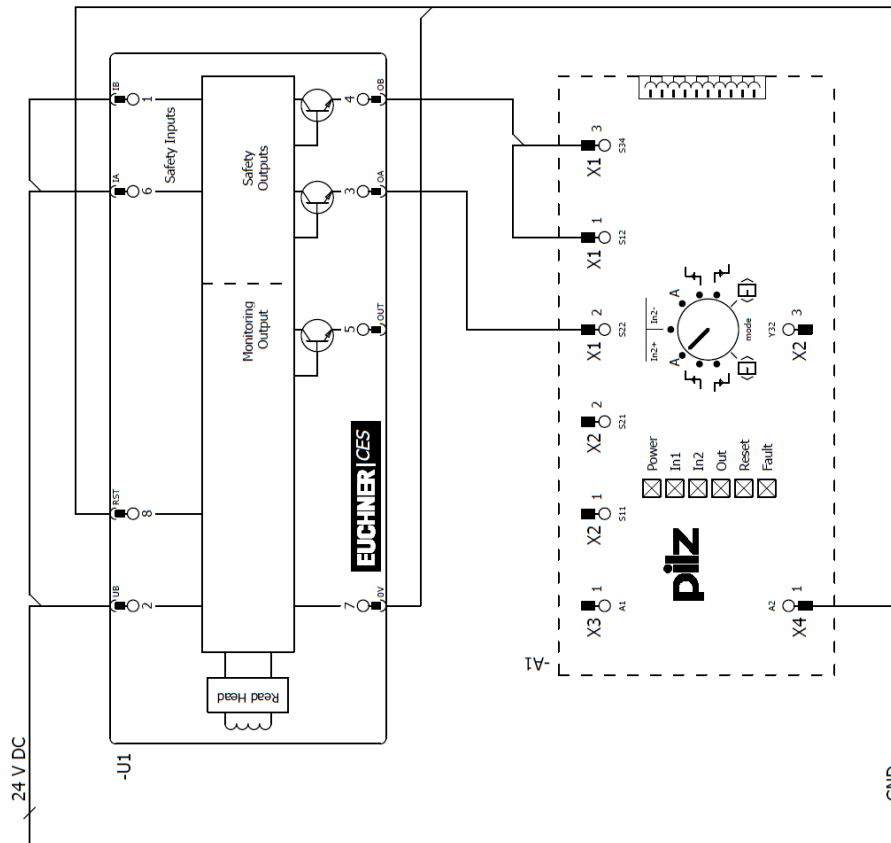 IB
1
Safety Inputs
4
OB
IA
6
Safety
Outputs
3
OA
Monitoring
Output
5
OUT
RST
8
EUCHNER|CES
UB
2
7
0V
Read Head
-U1
24 V DC
X1
3
S34
X1
1
S12
X1
2
S22
In2+
In2-
A
A
mode
Y32
3
X2
X2
2
S21
X2
1
S11
Power
In1
In2
Out
Reset
Fault
pilz
X3
1
A1
A2
1
X4
-A1